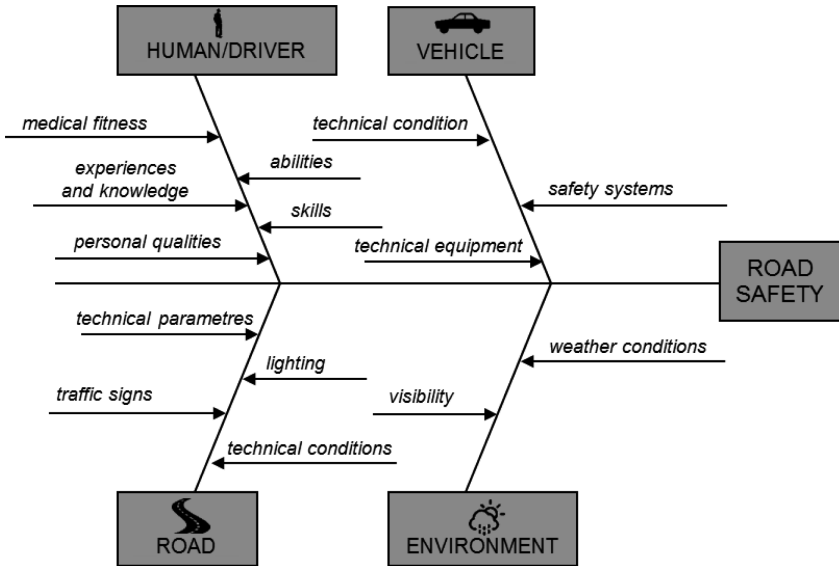 HUMAN/DRIVER
VEHICLE
medical fitness
technical condition
abilities
experiences
and knowledge
safety systems
skills
personal qualities
technical equipment
ROAD
SAFETY
technical parametres
weather conditions
lighting
traffic signs
visibility
technical conditions
ROAD
ENVIRONMENT